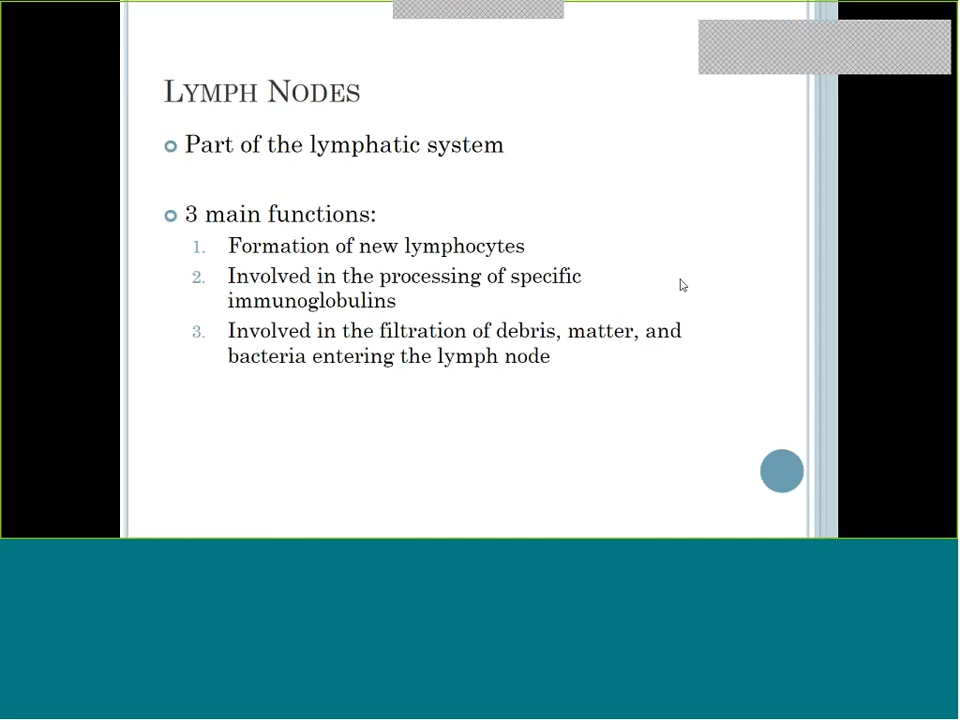 LYMPH NODES
Part of the lymphatic system
3 main functions:
1. Formation of new lymphocytes
2. Involved in the processing of specific
immunoglobulins
3. Involved in the filtration of debris, matter, and
bacteria entering the lymph node